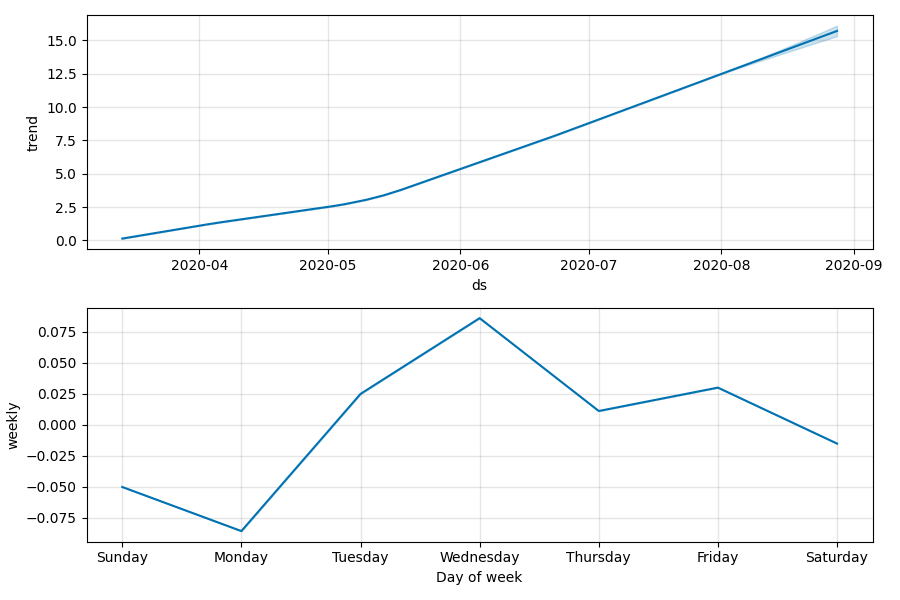 15.0
12.5
10.0
7.5
5.0
2.5
0.0
trend
2020-04 2020-05 2020-06 2020-07 2020-08 2020-09
ds
0.075
0.050
0.025
0.000
−0.025
−0.050
−0.075
weekly
Sunday Monday Tuesday Wednesday Thursday Friday Saturday
Day of week